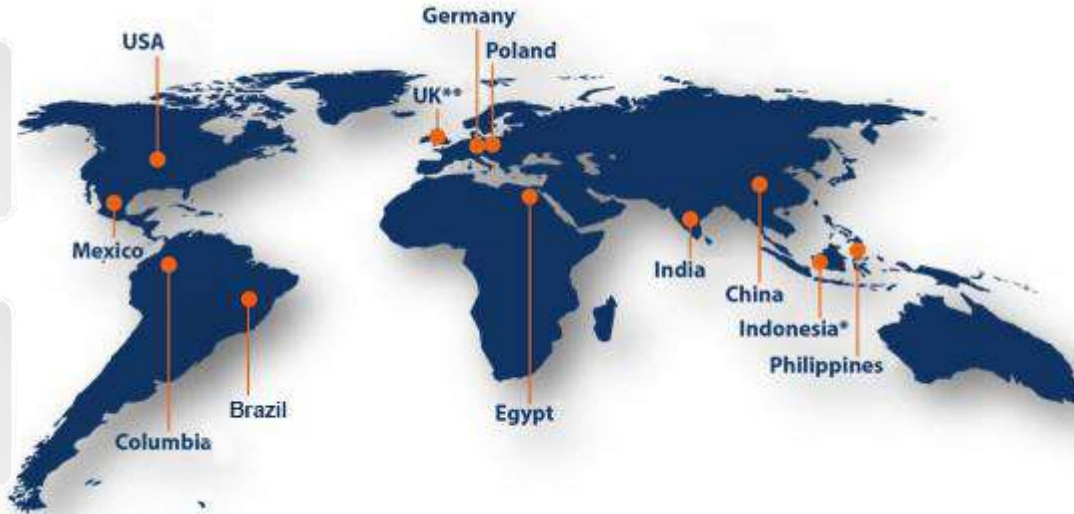 Germany
USA
Poland
UK**
Mexico
India
China
Indonesia*
Philippines
Brazil
Egypt
Columbia